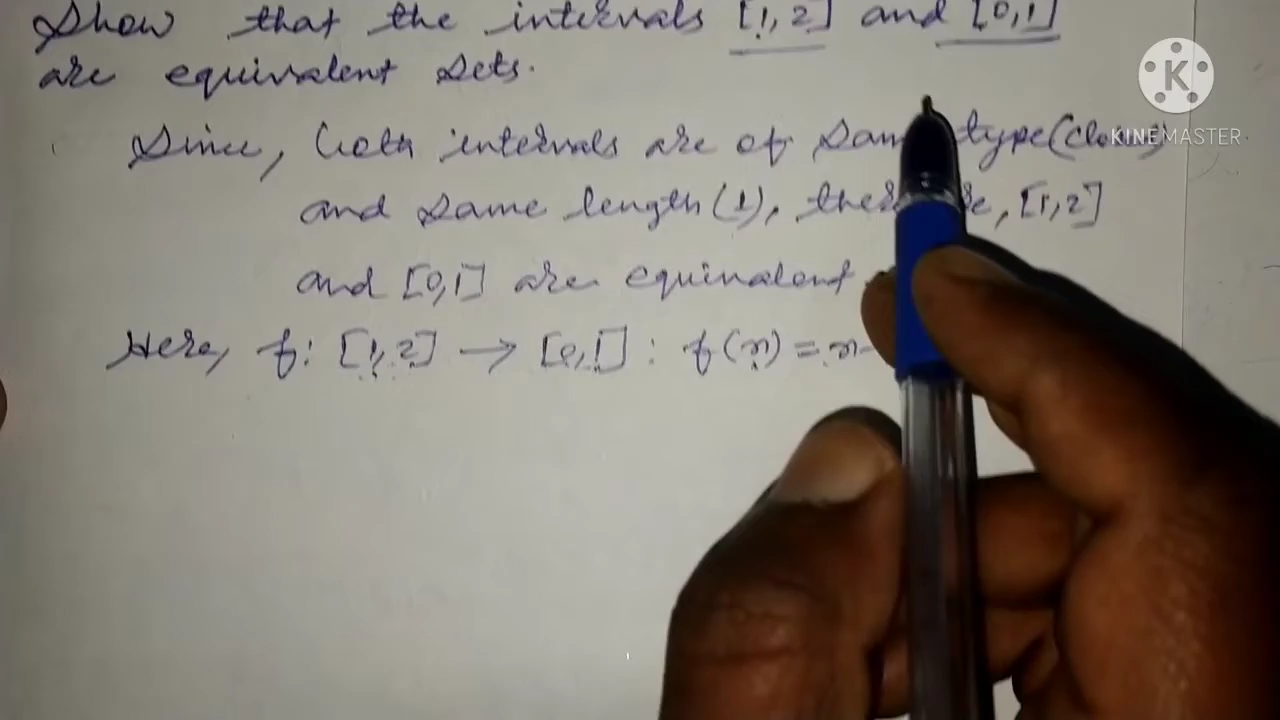 Show that the intervals [1, 2] and [0,1]
are equivalent sets.
Since, both intervals are of same type (closed)
and same length (1), therefore, [1,2]
and [0,1] are equivalent
Here, f: [1,2] → [0,1] : f(x) = x-
K
KINEMASTER